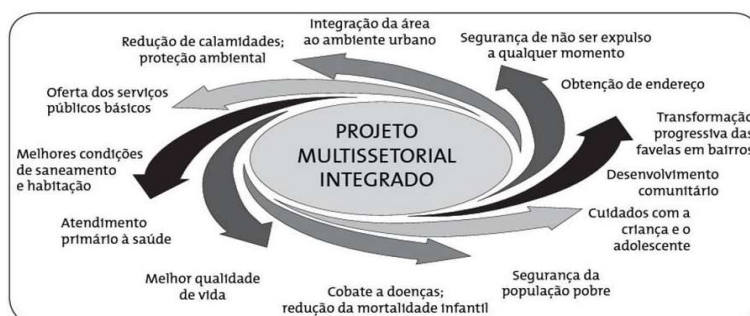 Integração da área
ao ambiente urbano
Redução de calamidades;
proteção ambiental
Segurança de não ser expulso
a qualquer momento
Oferta dos serviços
públicos básicos
Obtenção de endereço
PROJETO
MULTISSETORIAL
INTEGRADO
Transformação
progressiva das
favelas em bairros
Melhores condições
de saneamento
e habitação
Desenvolvimento
comunitário
Atendimento
primário à saúde
Cuidados com a
criança e o
adolescente
Melhor qualidade
de vida
Cobate a doenças;
redução da mortalidade infantil
Segurança da
população pobre